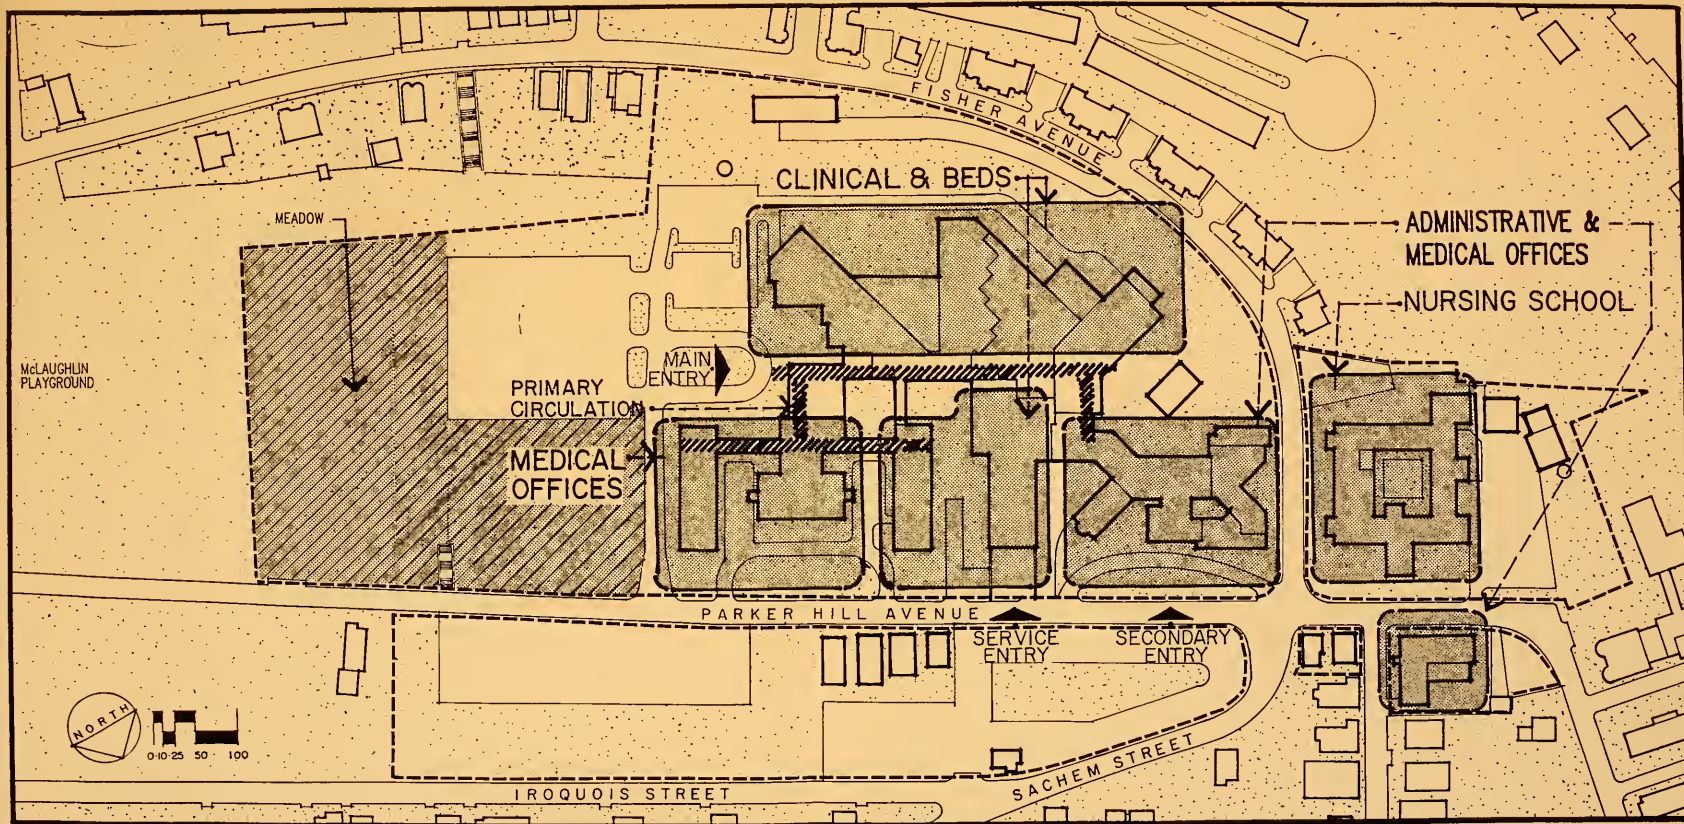 FISHER AVENUE
CLINICAL & BEDS
MEADOW
ADMINISTRATIVE &
MEDICAL OFFICES
NURSING SCHOOL
McLAUGHLIN
PLAYGROUND
MAIN
ENTRY
PRIMARY
CIRCULATION
MEDICAL
OFFICES
PARKER HILL AVENUE
SERVICE
ENTRY
SECONDARY
ENTRY
NORTH
0·10·25 50 100
SACHEM STREET
IROQUOIS STREET